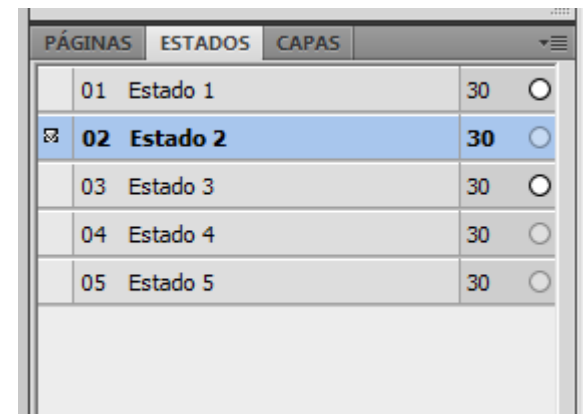 PÁGINAS ESTADOS CAPAS
01 Estado 1 30
02 Estado 2 30
03 Estado 3 30
04 Estado 4 30
05 Estado 5 30